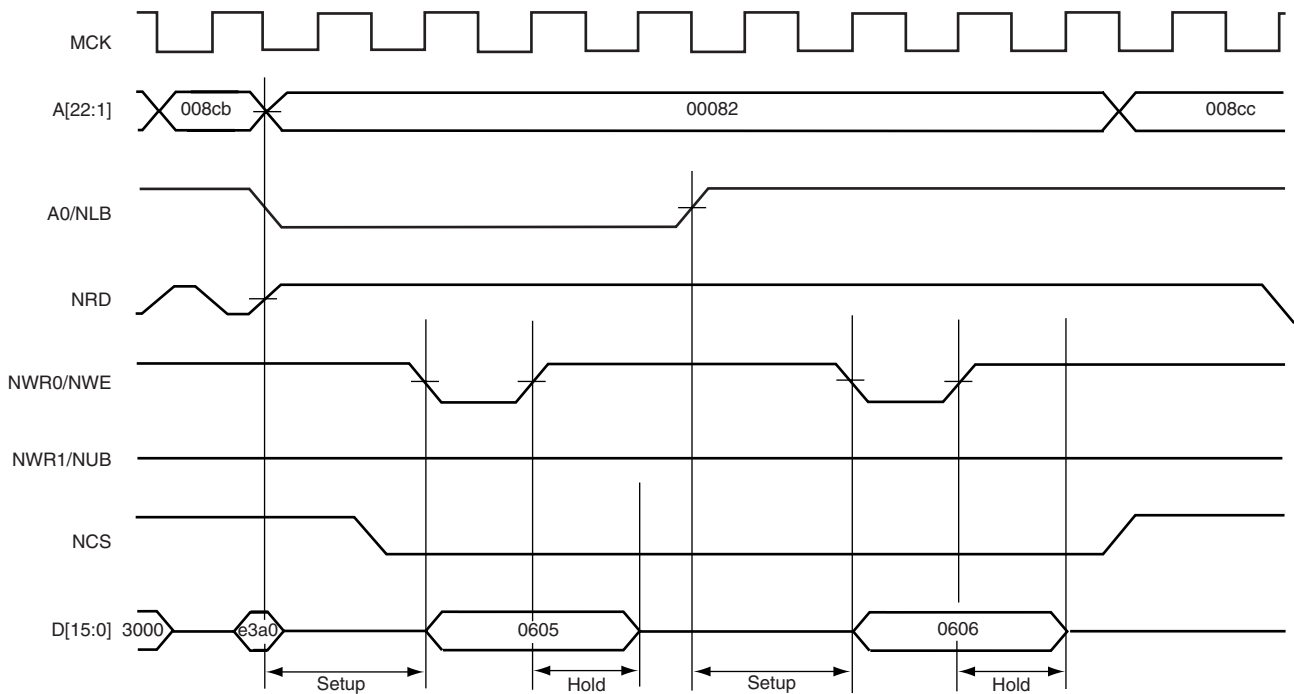 MCK
A[22:1] 008cb 00082 008cc
A0/NLB
NRD
NWR0/NWE
NWR1/NUB
NCS
D[15:0] 3000 e3a0 0605 0606
Setup Hold Setup Hold